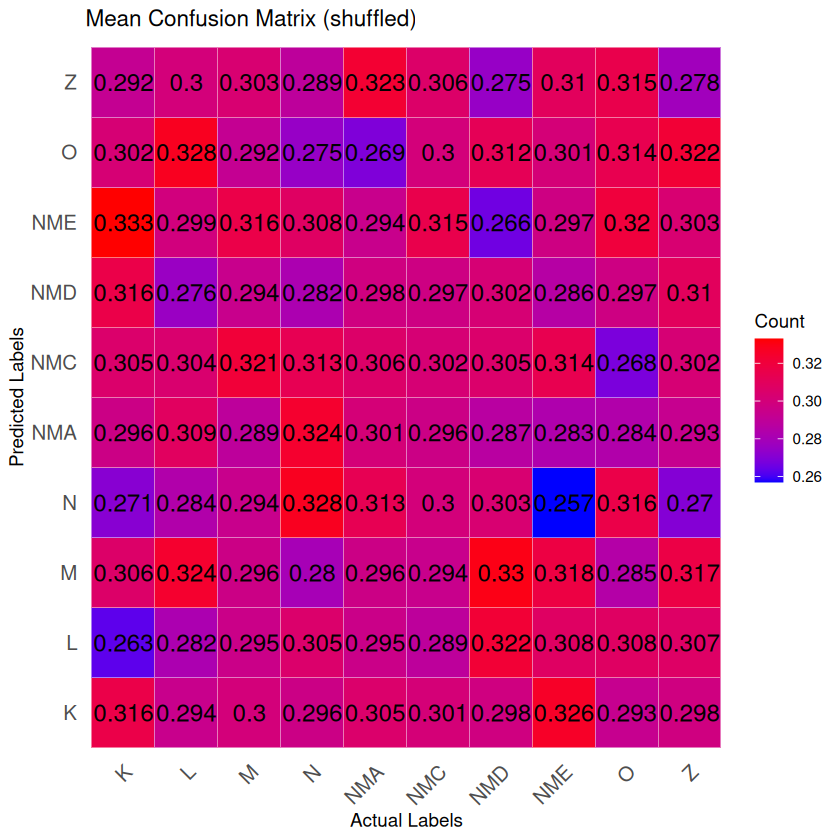 Mean Confusion Matrix (shuffled)
Z 0.292 0.3 0.303 0.289 0.323 0.306 0.275 0.31 0.315 0.278
O 0.302 0.328 0.292 0.275 0.269 0.3 0.312 0.301 0.314 0.322
NME 0.333 0.299 0.316 0.308 0.294 0.315 0.266 0.297 0.32 0.303
NMD 0.316 0.276 0.294 0.282 0.298 0.297 0.302 0.286 0.297 0.31
NMC 0.305 0.304 0.321 0.313 0.306 0.302 0.305 0.314 0.268 0.302
NMA 0.296 0.309 0.289 0.324 0.301 0.296 0.287 0.283 0.284 0.293
N 0.271 0.284 0.294 0.328 0.313 0.3 0.303 0.257 0.316 0.27
M 0.306 0.324 0.296 0.28 0.296 0.294 0.33 0.318 0.285 0.317
L 0.263 0.282 0.295 0.305 0.295 0.289 0.322 0.308 0.308 0.307
K 0.316 0.294 0.3 0.296 0.305 0.301 0.298 0.326 0.293 0.298
K L M N NMA NMC NMD NME O Z
Actual Labels
Predicted Labels
Count
0.32
0.30
0.28
0.26